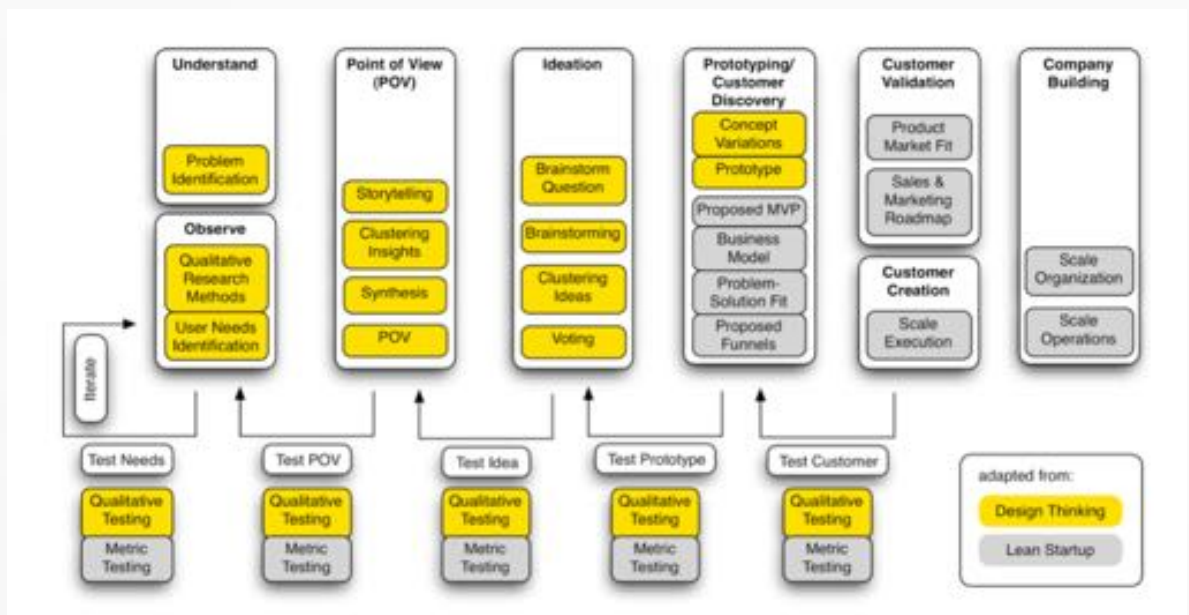 Understand
Problem
Identification
Observe
Qualitative
Research
Methods
User Needs
Identification
Point of View
(POV)
Storytelling
Clustering
Insights
Synthesis
POV
Ideation
Brainstorm
Question
Brainstorming
Clustering
Ideas
Voting
Prototyping/
Customer
Discovery
Concept
Variations
Prototype
Proposed MVP
Business
Model
Problem-
Solution Fit
Proposed
Funnels
Customer
Validation
Product
Market Fit
Sales &
Marketing
Roadmap
Customer
Creation
Scale
Execution
Company
Building
Scale
Organization
Scale
Operations
Iterate
Test Needs
Qualitative
Testing
Metric
Testing
Test POV
Qualitative
Testing
Metric
Testing
Test Idea
Qualitative
Testing
Metric
Testing
Test Prototype
Qualitative
Testing
Metric
Testing
Test Customer
Qualitative
Testing
Metric
Testing
adapted from:
Design Thinking
Lean Startup